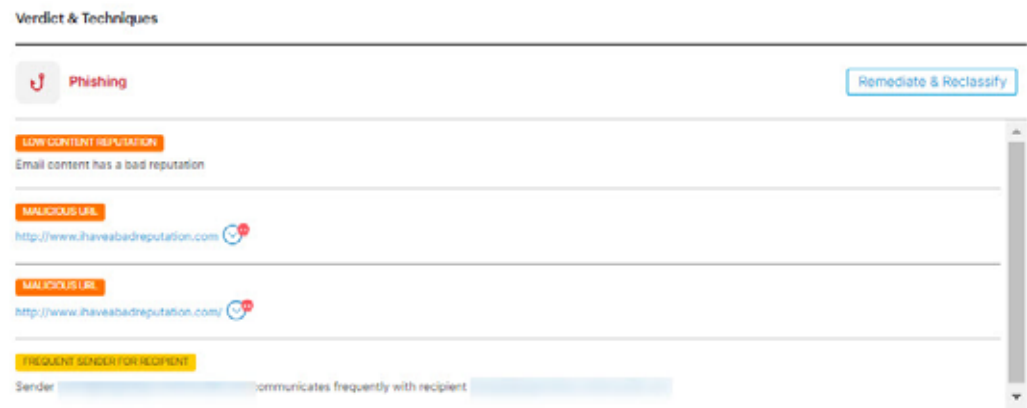 Verdict & Techniques
Phishing
Remediate & Reclassify
LOW CONTENT REPUTATION
Email content has a bad reputation
MALICIOUS URL
http://www.ihaveabadreputation.com
MALICIOUS URL
http://www.ihaveabadreputation.com/
FREQUENT SENDER FOR RECIPIENT
Sender communicates frequently with recipient